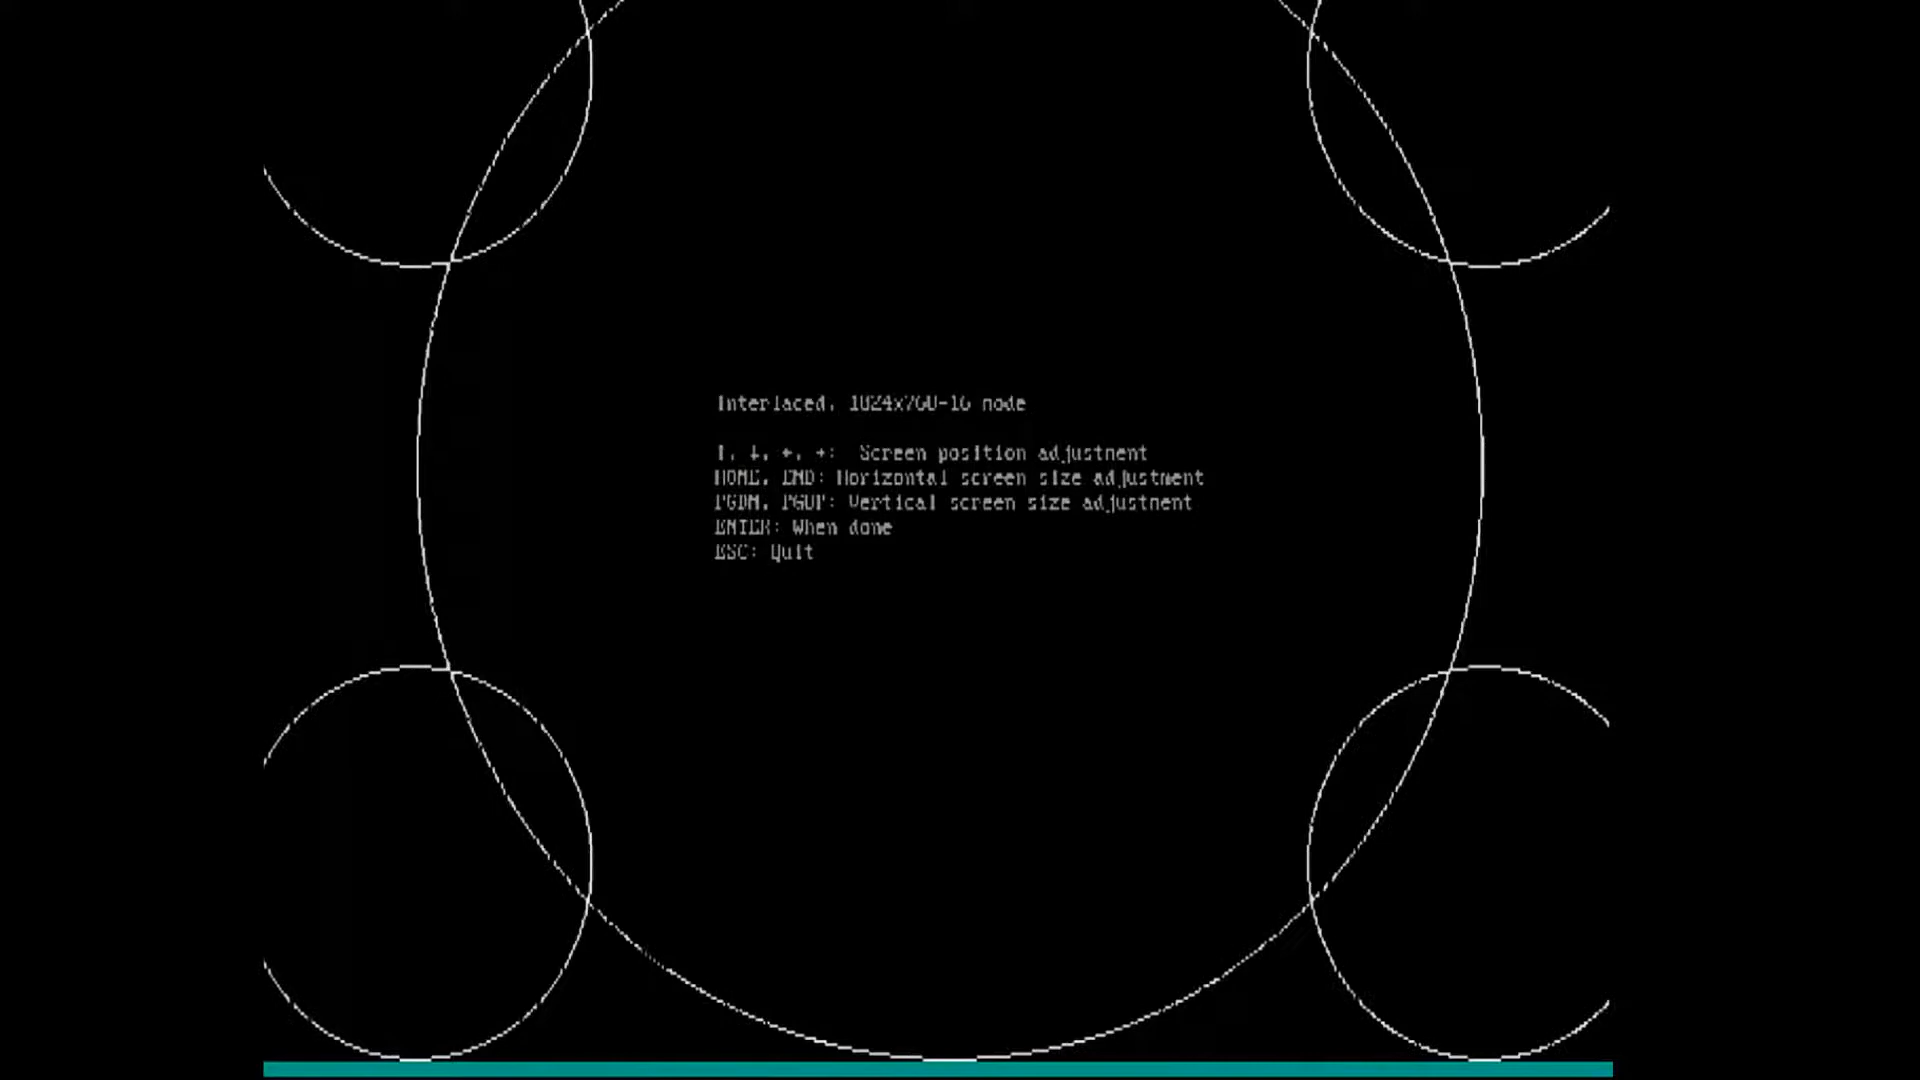 Interlaced, 1024x768-16 mode
↑, ↓, ←, →: Screen position adjustment
HOME, END: Horizontal screen size adjustment
PGDN, PGUP: Vertical screen size adjustment
ENTER: When done
ESC: Quit